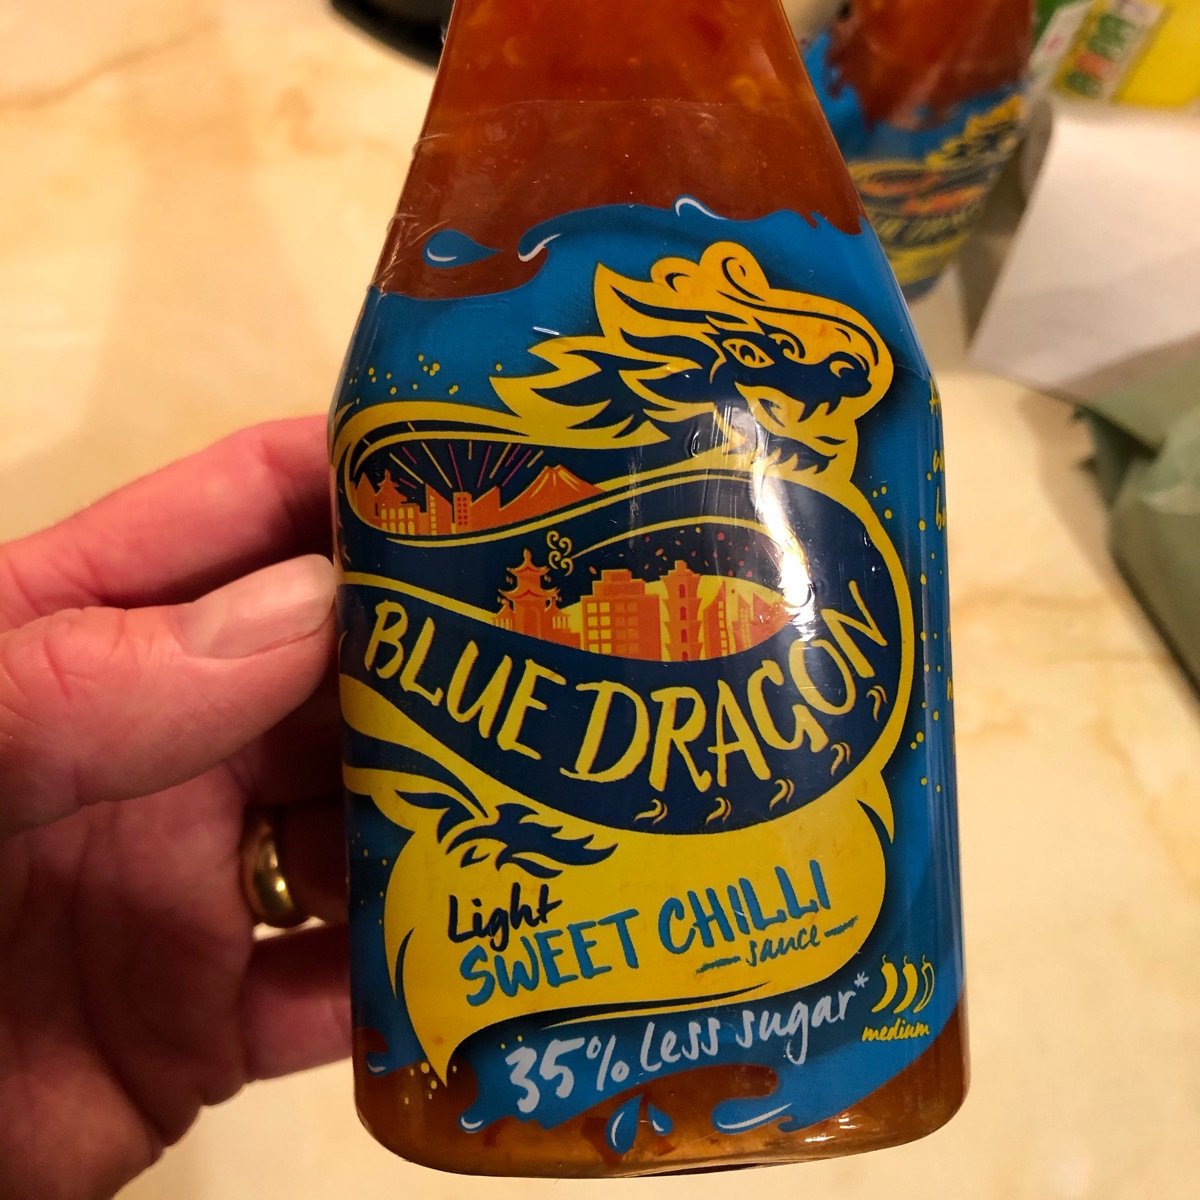 BLUE DRAGON
Light
SWEET CHILLI
sauce
35% less sugar*
medium